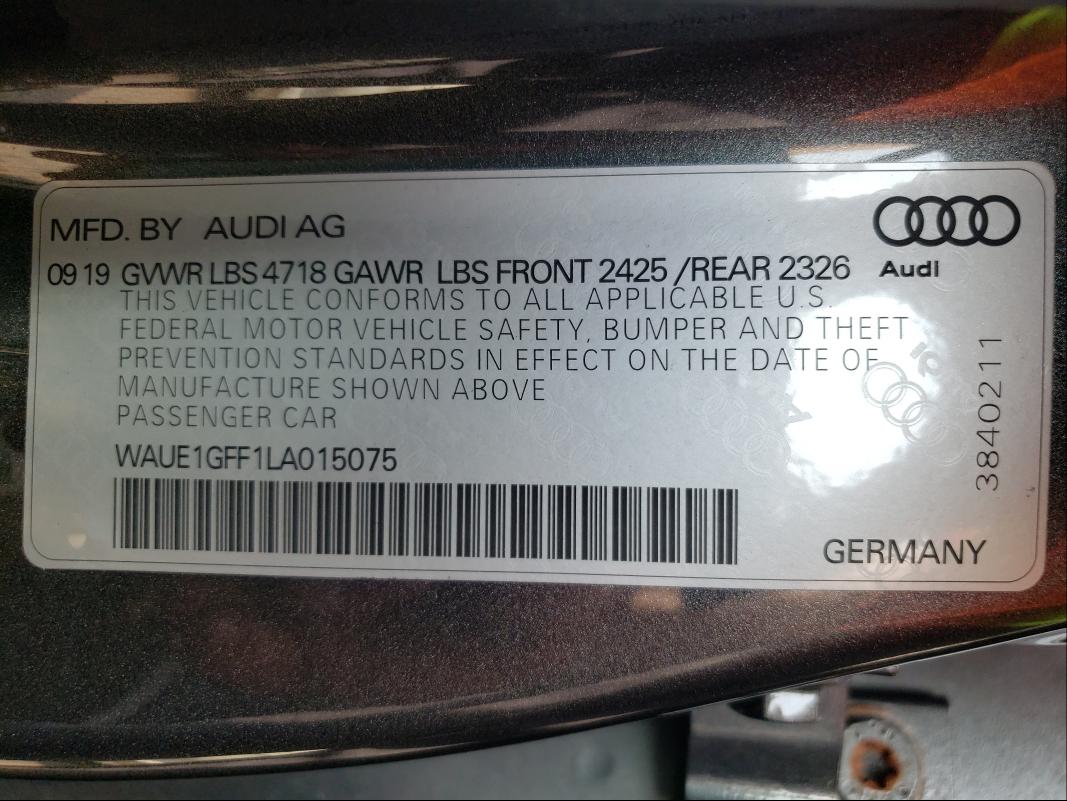 MFD. BY AUDI AG
09 19 GVWR LBS 4718 GAWR LBS FRONT 2425 /REAR 2326
Audi
THIS VEHICLE CONFORMS TO ALL APPLICABLE U.S.
FEDERAL MOTOR VEHICLE SAFETY, BUMPER AND THEFT
PREVENTION STANDARDS IN EFFECT ON THE DATE OF
MANUFACTURE SHOWN ABOVE
PASSENGER CAR
WAUE1GFF1LA015075
3840211
GERMANY